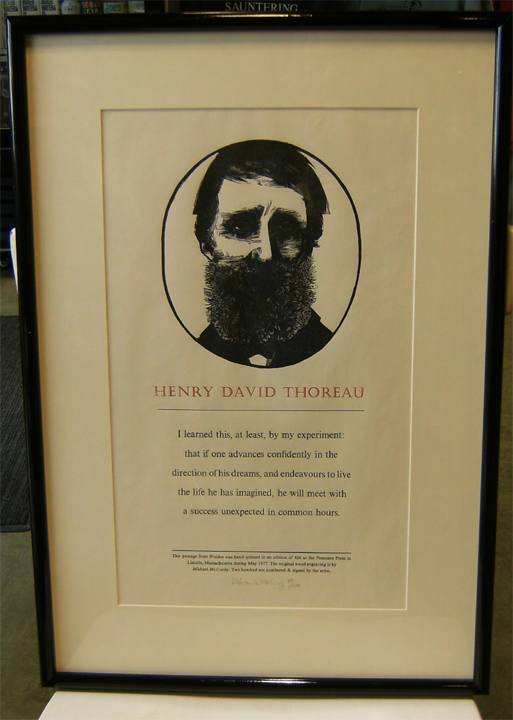 SAUNTERING
HENRY DAVID THOREAU
I learned this, at least, by my experiment:
that if one advances confidently in the
direction of his dreams, and endeavours to live
the life he has imagined, he will meet with
a success unexpected in common hours.
This passage from Walden was hand-printed in an edition of 400 at the Penmaen Press in
Lincoln, Massachusetts during May 1977. The original wood engraving is by
Michael McCurdy. Two hundred are numbered & signed by the artist.